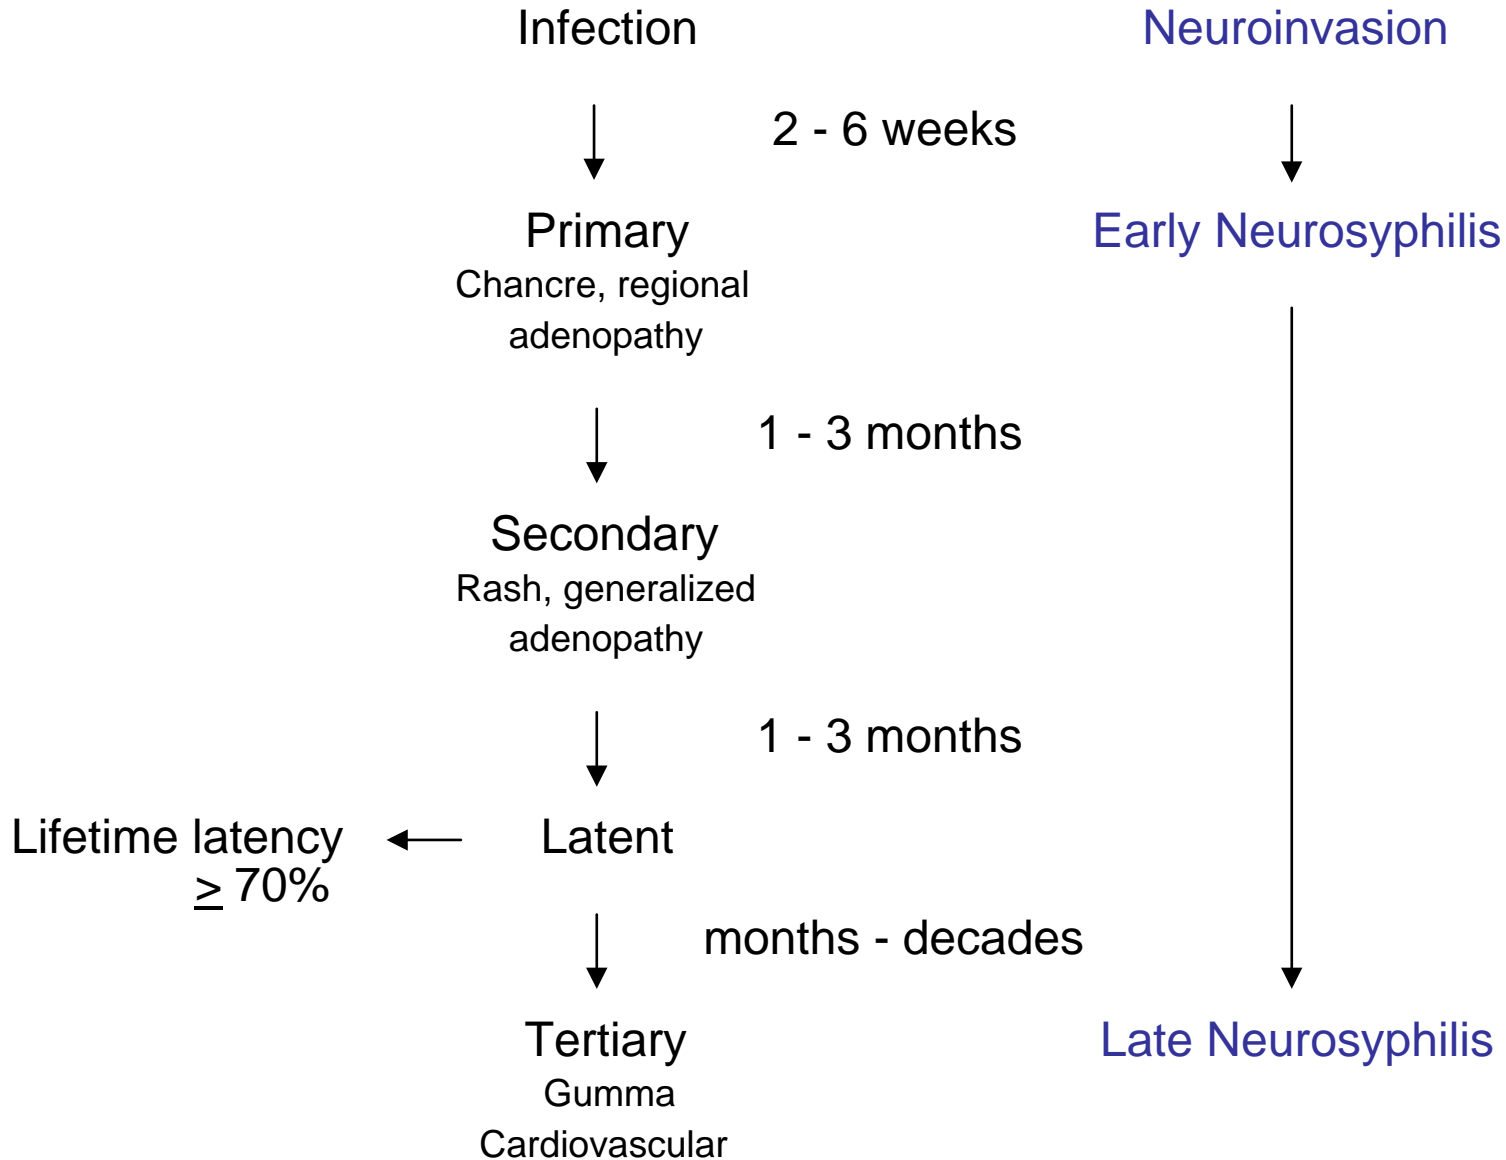 Infection
Neuroinvasion
2 - 6 weeks
Primary
Early Neurosyphilis
Chancre, regional
adenopathy
1 - 3 months
Secondary
Rash, generalized
adenopathy
1 - 3 months
Lifetime latency
Latent
≥ 70%
months - decades
Tertiary
Late Neurosyphilis
Gumma
Cardiovascular